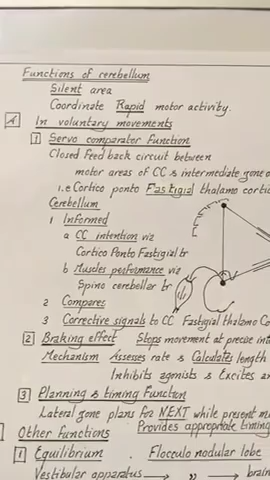 Functions of cerebellum
Silent area
Coordinate Rapid motor activity.
A In voluntary movements
1 Servo comparator Function
Closed Feed back circuit between
motor areas of CC & intermediate zone o
i.e Cortico ponto Fastigial thalamo cortic
Cerebellum
1 Informed
a CC intention via
Cortico Ponto Fastigial tr
b Muscles performance via
Spino cerebellar tr
2 Compares
3 Corrective signals to CC Fastigial thalamo Co
2 Braking effect Stops movement at precise int
Mechanism Assesses rate & Calculates length
Inhibits agonists & Excites an
3 Planning & timing Function
Lateral zone plans for NEXT while present m
Provides appropriate timing
Other functions
1 Equilibrium Flocculo nodular lobe
Vestibular apparatus → " → brain